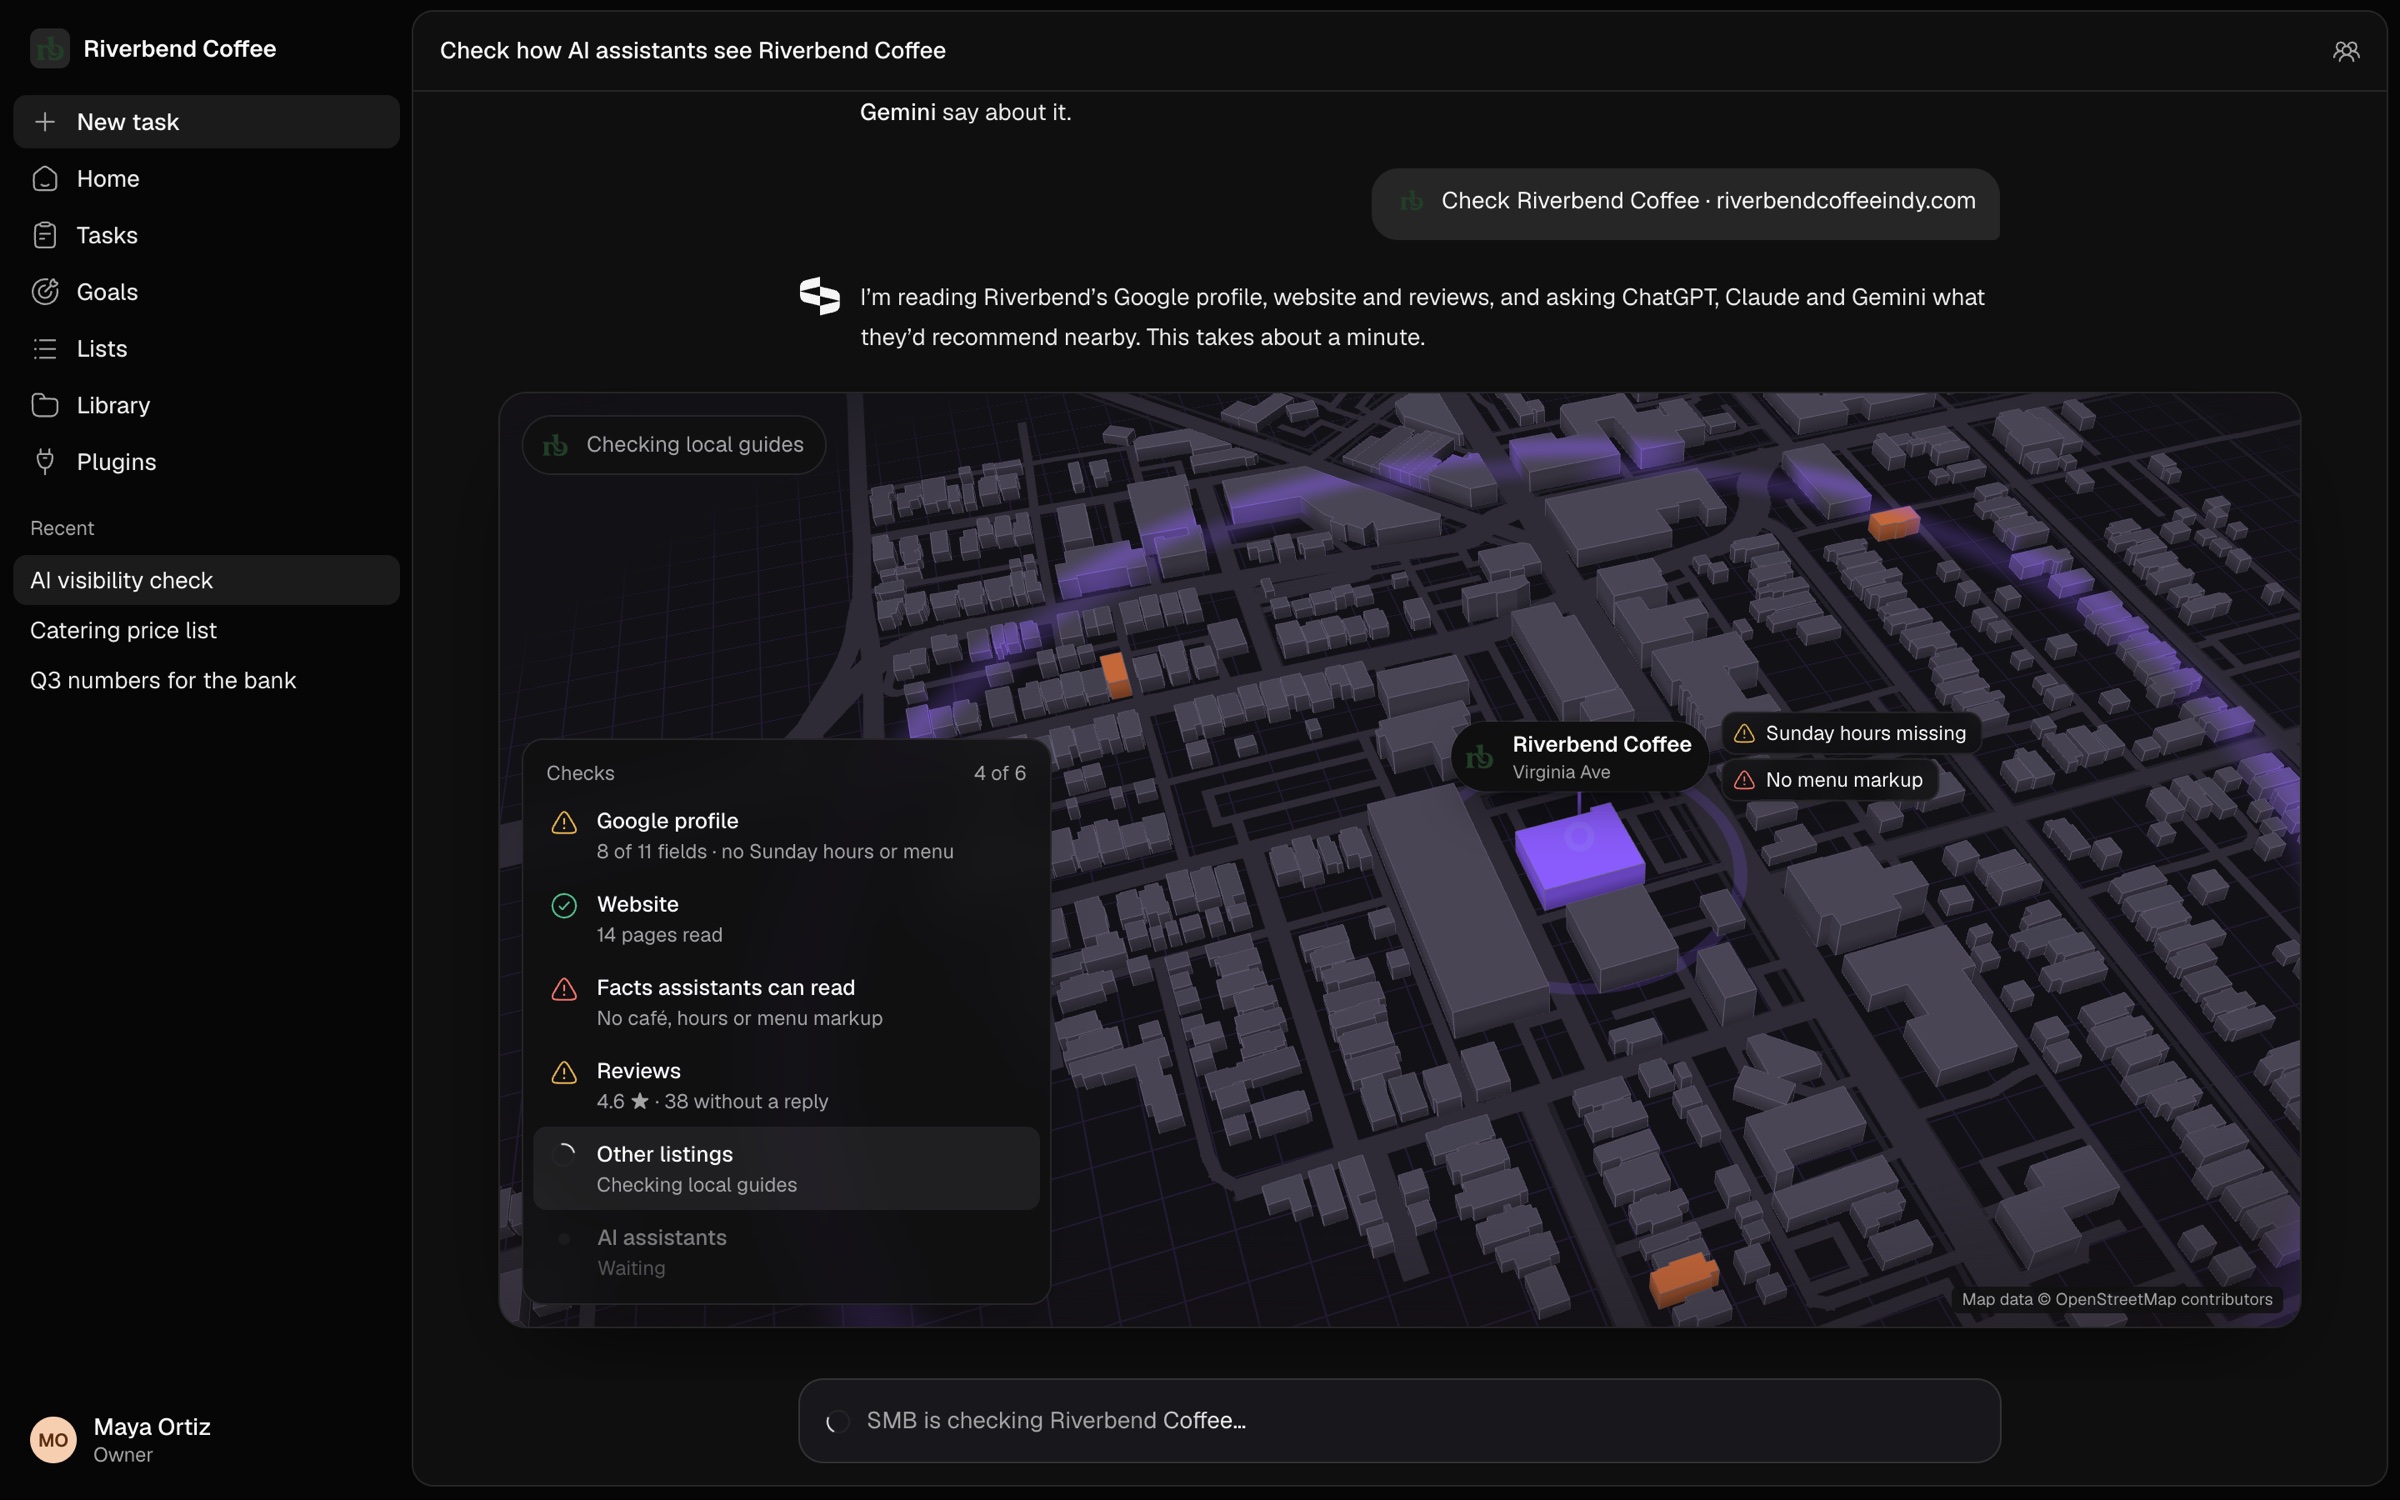 Riverbend Coffee
New task
Home
Tasks
Goals
Lists
Library
Plugins
Recent
AI visibility check
Catering price list
Q3 numbers for the bank
MO
Maya Ortiz
Owner
Check how AI assistants see Riverbend Coffee
Gemini say about it.
rb Check Riverbend Coffee · riverbendcoffeeindy.com
I’m reading Riverbend’s Google profile, website and reviews, and asking ChatGPT, Claude and Gemini what
they’d recommend nearby. This takes about a minute.
rb Checking local guides
Checks 4 of 6
Google profile
8 of 11 fields · no Sunday hours or menu
Website
14 pages read
Facts assistants can read
No café, hours or menu markup
Reviews
4.6 ★ · 38 without a reply
Other listings
Checking local guides
AI assistants
Waiting
rb Riverbend Coffee
Virginia Ave
Sunday hours missing
No menu markup
Map data © OpenStreetMap contributors
SMB is checking Riverbend Coffee…